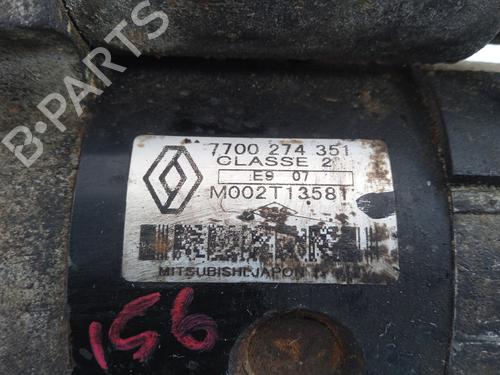 B-PARTS
7700 274 351
CLASSE 2
E9 07
M002T13581
MITSUBISHI.JAPON
156